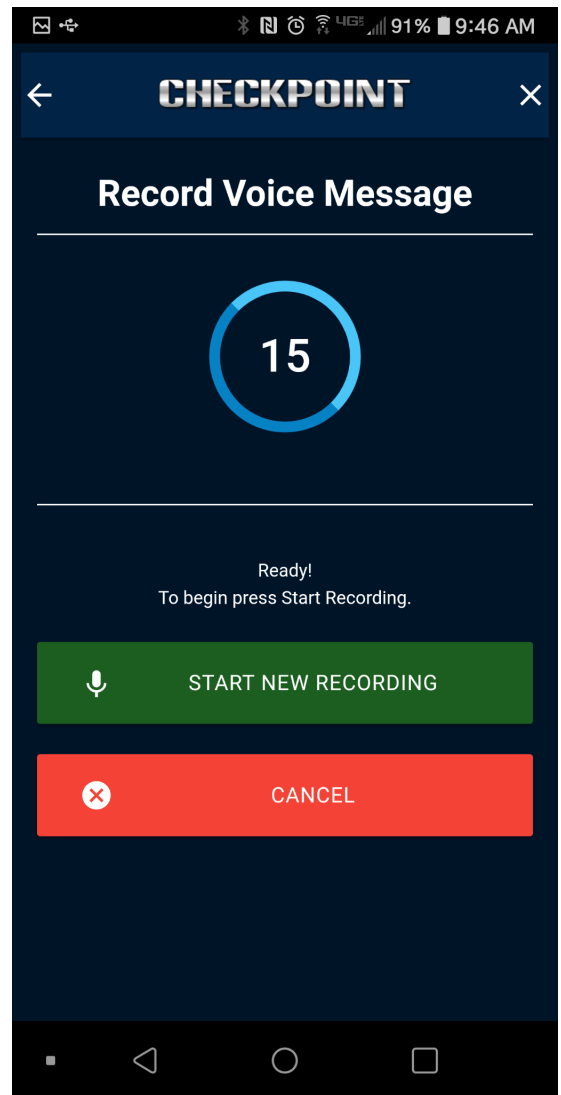 4G 91% 9:46 AM
CHECKPOINT
Record Voice Message
15
Ready!
To begin press Start Recording.
START NEW RECORDING
CANCEL